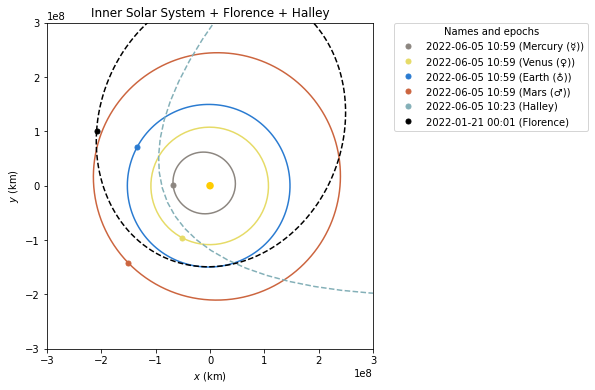 Inner Solar System + Florence + Halley
1e8
3
2
1
0
−1
−2
−3
y (km)
−3
−2
−1
0
1
2
3
1e8
x (km)
Names and epochs
2022-06-05 10:59 (Mercury (☿))
2022-06-05 10:59 (Venus (♀))
2022-06-05 10:59 (Earth (♁))
2022-06-05 10:59 (Mars (♂))
2022-06-05 10:23 (Halley)
2022-01-21 00:01 (Florence)